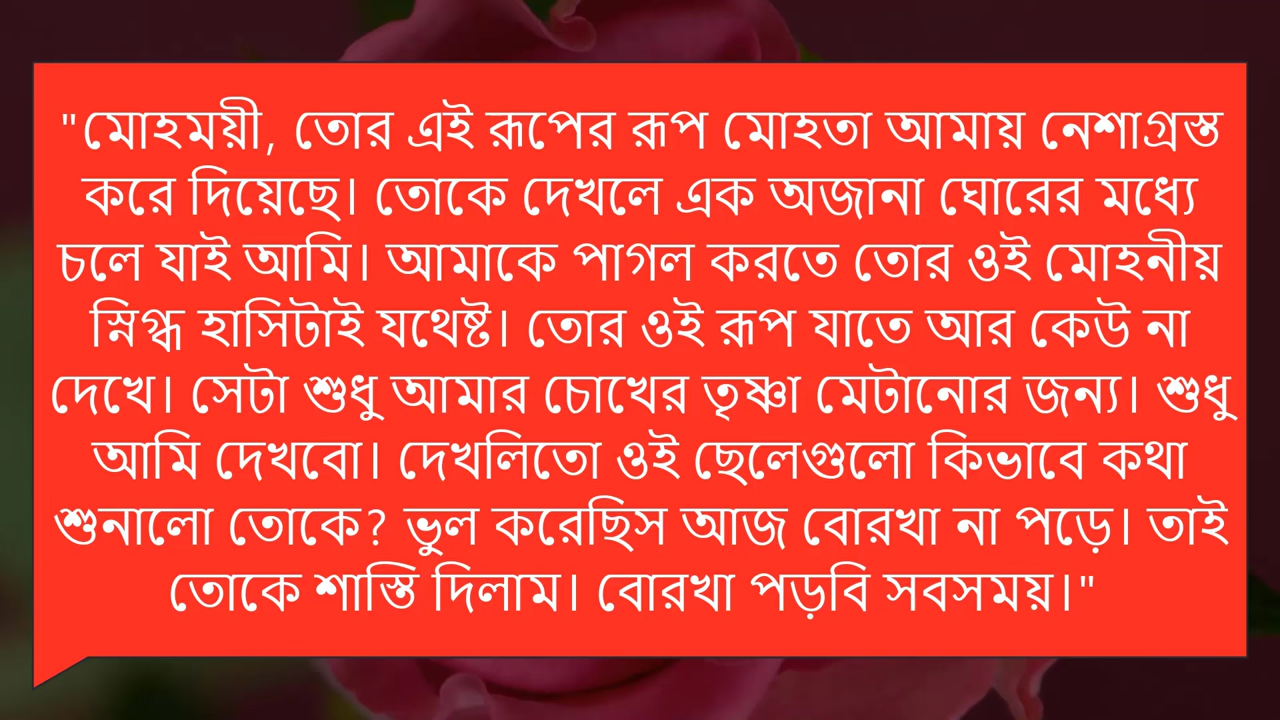 "মোহময়ী, তোর এই রূপের রূপ মোহতা আমায় নেশাগ্রস্ত
করে দিয়েছে। তোকে দেখলে এক অজানা ঘোরের মধ্যে
চলে যাই আমি। আমাকে পাগল করতে তোর ওই মোহনীয়
স্নিগ্ধ হাসিটাই যথেষ্ট। তোর ওই রূপ যাতে আর কেউ না
দেখে। সেটা শুধু আমার চোখের তৃষ্ণা মেটানোর জন্য। শুধু
আমি দেখবো। দেখলিতো ওই ছেলেগুলো কিভাবে কথা
শুনালো তোকে? ভুল করেছিস আজ বোরখা না পড়ে। তাই
তোকে শাস্তি দিলাম। বোরখা পড়বি সবসময়।"